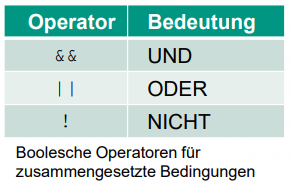 Operator Bedeutung
&& UND
|| ODER
! NICHT
Boolesche Operatoren für
zusammengesetzte Bedingungen